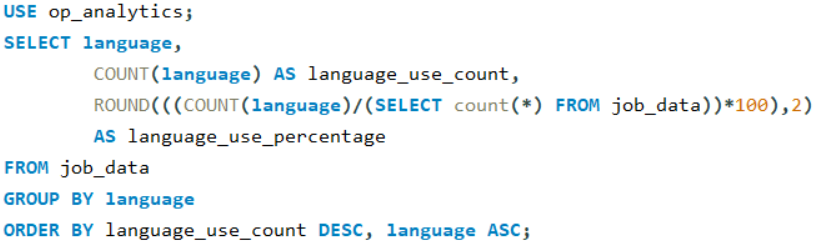 USE op_analytics;
SELECT language,
COUNT(language) AS language_use_count,
ROUND(((COUNT(language)/(SELECT count(*) FROM job_data))*100),2)
AS language_use_percentage
FROM job_data
GROUP BY language
ORDER BY language_use_count DESC, language ASC;